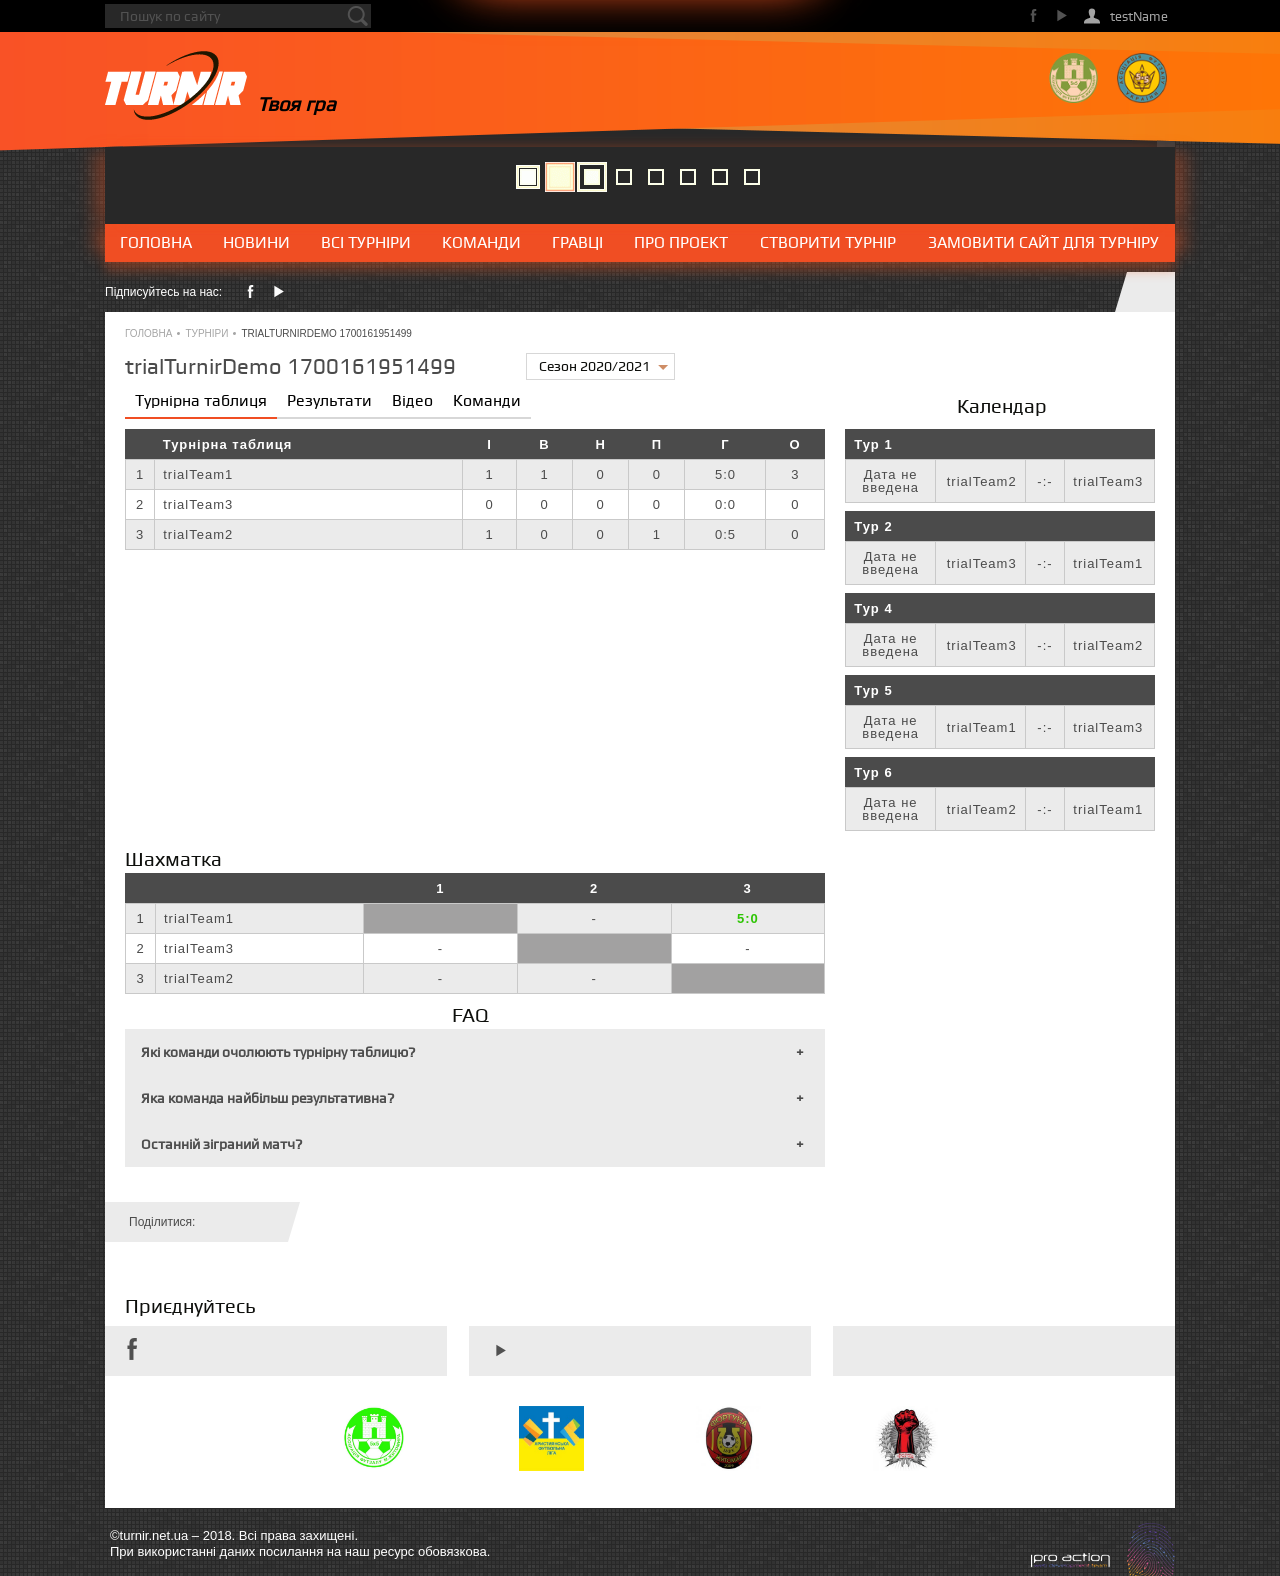 Пошук по сайту
testName
TURNIR
Твоя гра
ГОЛОВНА НОВИНИ ВСІ ТУРНІРИ КОМАНДИ ГРАВЦІ ПРО ПРОЕКТ СТВОРИТИ ТУРНІР ЗАМОВИТИ САЙТ ДЛЯ ТУРНІРУ
Підписуйтесь на нас:
ГОЛОВНА • ТУРНІРИ • TRIALTURNIRDEMO 1700161951499
trialTurnirDemo 1700161951499
Сезон 2020/2021
Турнірна таблиця Результати Відео Команди
Турнірна таблиця І В Н П Г О
1 trialTeam1 1 1 0 0 5:0 3
2 trialTeam3 0 0 0 0 0:0 0
3 trialTeam2 1 0 0 1 0:5 0
Календар
Тур 1
Дата не введена trialTeam2 -:- trialTeam3
Тур 2
Дата не введена trialTeam3 -:- trialTeam1
Тур 4
Дата не введена trialTeam3 -:- trialTeam2
Тур 5
Дата не введена trialTeam1 -:- trialTeam3
Тур 6
Дата не введена trialTeam2 -:- trialTeam1
Шахматка
1 2 3
1 trialTeam1 - 5:0
2 trialTeam3 - -
3 trialTeam2 - -
FAQ
Які команди очолюють турнірну таблицю? +
Яка команда найбільш результативна? +
Останній зіграний матч? +
Поділитися:
Приєднуйтесь
©turnir.net.ua – 2018. Всі права захищені.
При використанні даних посилання на наш ресурс обовязкова.
pro action